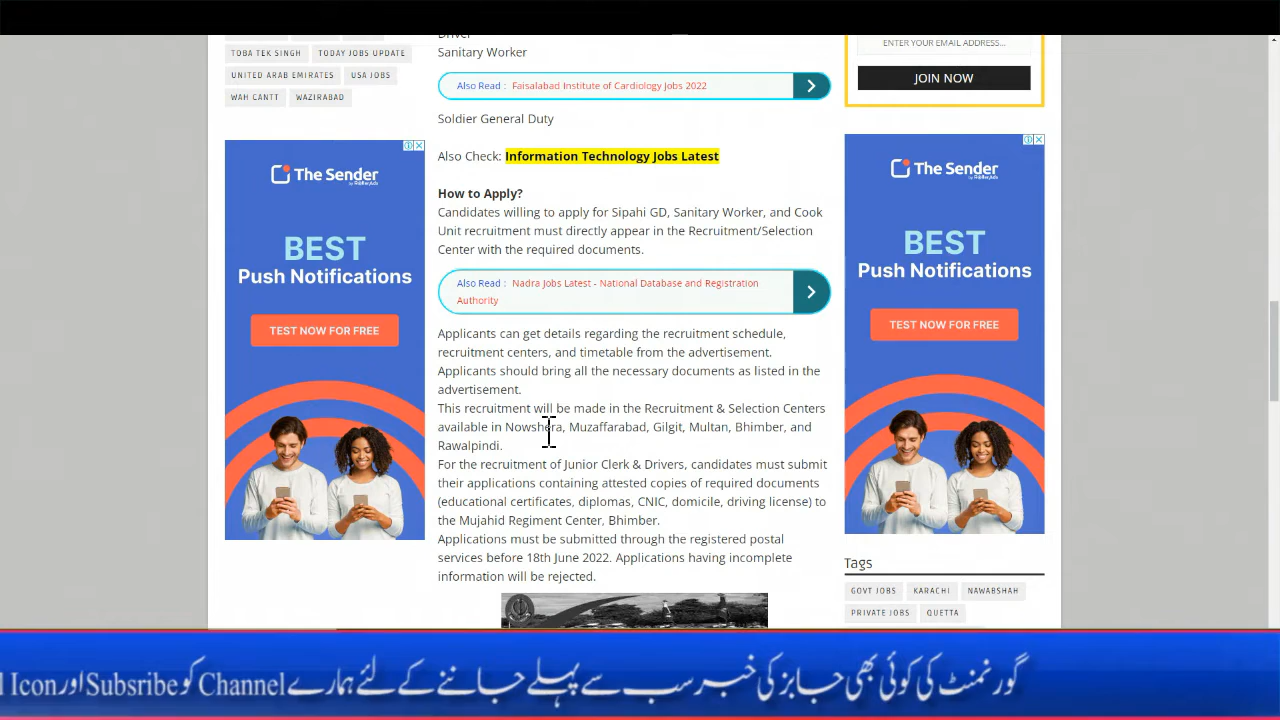 TOBA TEK SINGH
TODAY JOBS UPDATE
UNITED ARAB EMIRATES
USA JOBS
WAH CANTT
WAZIRABAD
The Sender
BEST
Push Notifications
TEST NOW FOR FREE
Driver
Sanitary Worker
Also Read : Faisalabad Institute of Cardiology Jobs 2022
Soldier General Duty
Also Check: Information Technology Jobs Latest
How to Apply?
Candidates willing to apply for Sipahi GD, Sanitary Worker, and Cook
Unit recruitment must directly appear in the Recruitment/Selection
Center with the required documents.
Also Read : Nadra Jobs Latest - National Database and Registration
Authority
Applicants can get details regarding the recruitment schedule,
recruitment centers, and timetable from the advertisement.
Applicants should bring all the necessary documents as listed in the
advertisement.
This recruitment will be made in the Recruitment & Selection Centers
available in Nowshera, Muzaffarabad, Gilgit, Multan, Bhimber, and
Rawalpindi.
For the recruitment of Junior Clerk & Drivers, candidates must submit
their applications containing attested copies of required documents
(educational certificates, diplomas, CNIC, domicile, driving license) to
the Mujahid Regiment Center, Bhimber.
Applications must be submitted through the registered postal
services before 18th June 2022. Applications having incomplete
information will be rejected.
ENTER YOUR EMAIL ADDRESS...
JOIN NOW
The Sender
BEST
Push Notifications
TEST NOW FOR FREE
Tags
GOVT JOBS
KARACHI
NAWABSHAH
PRIVATE JOBS
QUETTA
گورنمنٹ کی کوئی بھی جابز کی خبر سب سے پہلے جاننے کے لئے ہمارے Channel کو Subsribe اور Icon